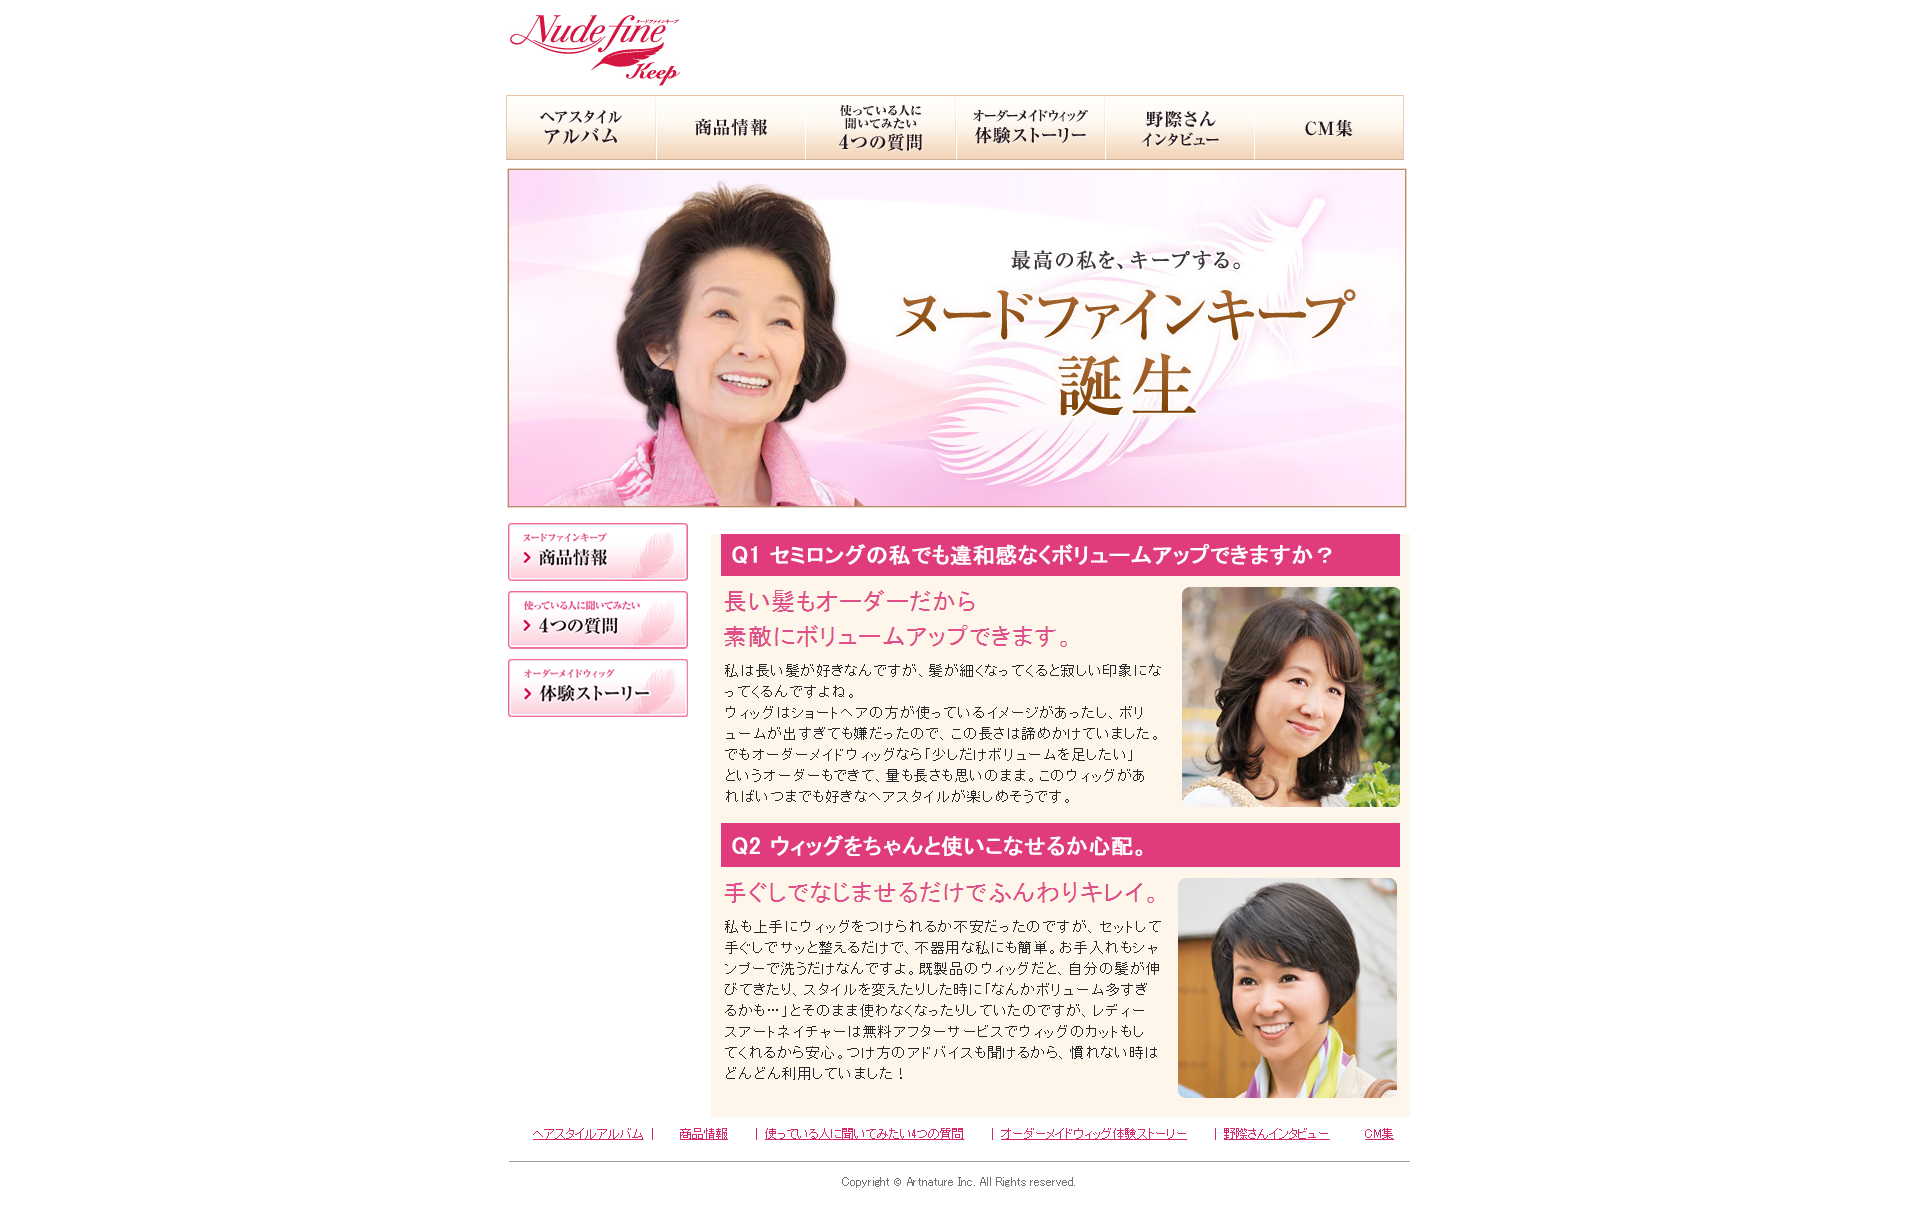 Nude fine
ヌードファインキープ
Keep
ヘアスタイル
アルバム
商品情報
使っている人に
聞いてみたい
4つの質問
オーダーメイドウィッグ
体験ストーリー
野際さん
インタビュー
CM集
最高の私を、キープする。
ヌードファインキープ
誕生
ヌードファインキープ
商品情報
使っている人に聞いてみたい
4つの質問
オーダーメイドウィッグ
体験ストーリー
Q1 セミロングの私でも違和感なくボリュームアップできますか？
長い髪もオーダーだから
素敵にボリュームアップできます。
私は長い髪が好きなんですが、髪が細くなってくると寂しい印象にな
ってくるんですよね。
ウィッグはショートヘアの方が使っているイメージがあったし、ボリ
ュームが出すぎても嫌だったので、この長さは諦めかけていました。
でもオーダーメイドウィッグなら「少しだけボリュームを足したい」
というオーダーもできて、量も長さも思いのまま。このウィッグがあ
ればいつまでも好きなヘアスタイルが楽しめそうです。
Q2 ウィッグをちゃんと使いこなせるか心配。
手ぐしでなじませるだけでふんわりキレイ。
私も上手にウィッグをつけられるか不安だったのですが、セットして
手ぐしでサッと整えるだけで、不器用な私にも簡単。お手入れもシャ
ンプーで洗うだけなんですよ。既製品のウィッグだと、自分の髪が伸
びてきたり、スタイルを変えたりした時に「なんかボリューム多すぎ
るかも…」とそのまま使わなくなったりしていたのですが、レディー
スアートネイチャーは無料アフターサービスでウィッグのカットもし
てくれるから安心。つけ方のアドバイスも聞けるから、慣れない時は
どんどん利用していました！
ヘアスタイルアルバム | 商品情報 | 使っている人に聞いてみたい4つの質問 | オーダーメイドウィッグ体験ストーリー | 野際さんインタビュー CM集
Copyright © Artnature Inc. All Rights reserved.